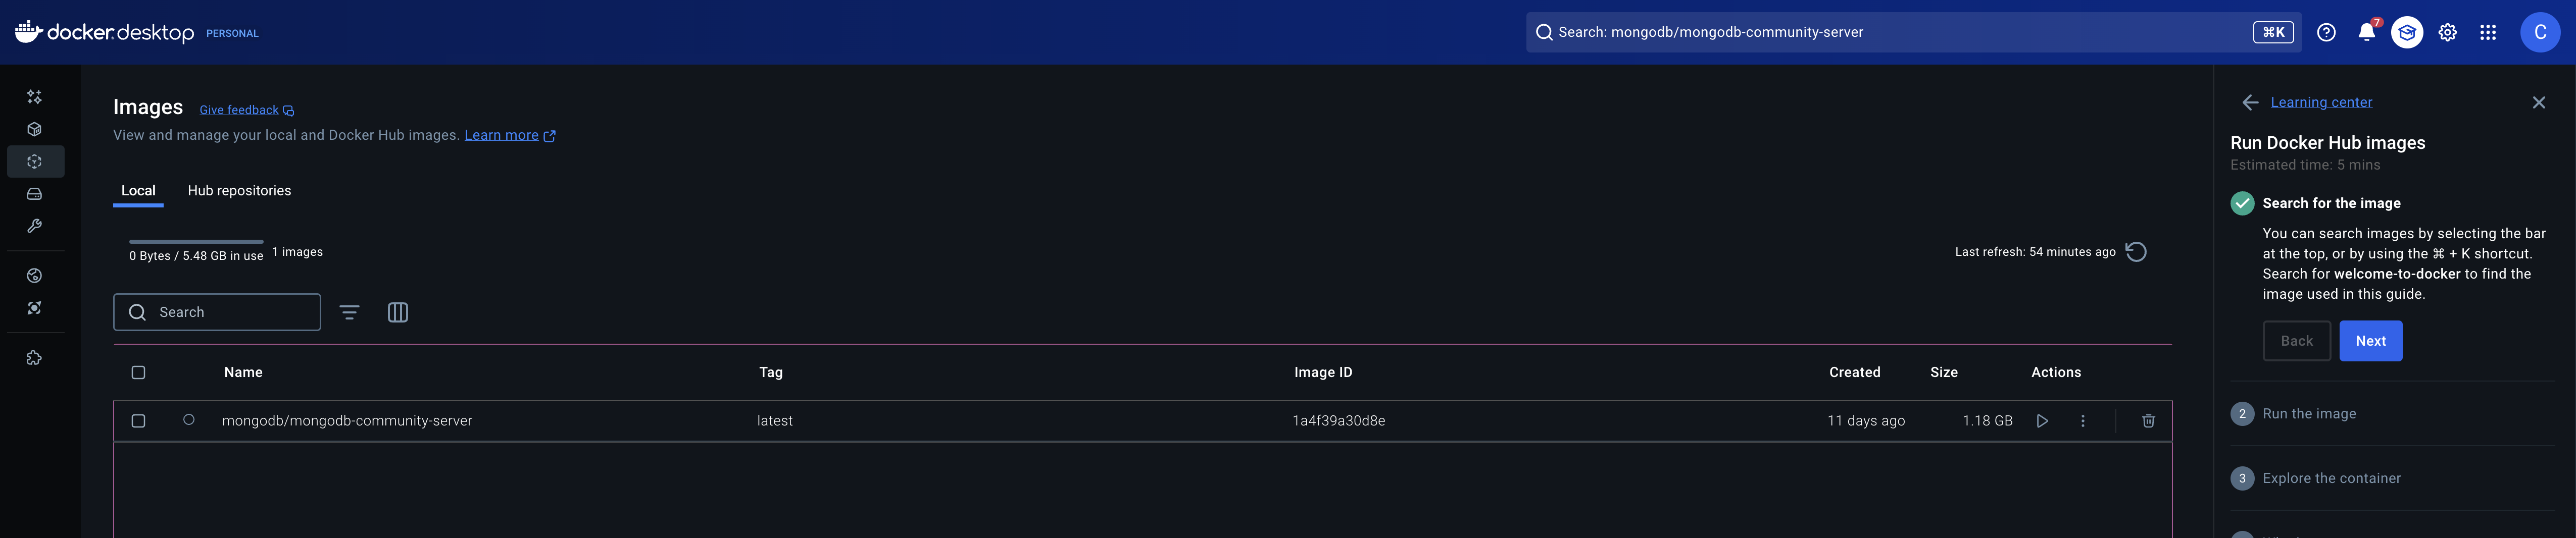 docker.desktop PERSONAL
Search: mongodb/mongodb-community-server ⌘K
7
C
Images Give feedback
View and manage your local and Docker Hub images. Learn more
Local Hub repositories
0 Bytes / 5.48 GB in use 1 images
Last refresh: 54 minutes ago
Search
Name Tag Image ID Created Size Actions
mongodb/mongodb-community-server latest 1a4f39a30d8e 11 days ago 1.18 GB
Learning center
Run Docker Hub images
Estimated time: 5 mins
Search for the image
You can search images by selecting the bar
at the top, or by using the ⌘ + K shortcut.
Search for welcome-to-docker to find the
image used in this guide.
Back Next
2 Run the image
3 Explore the container